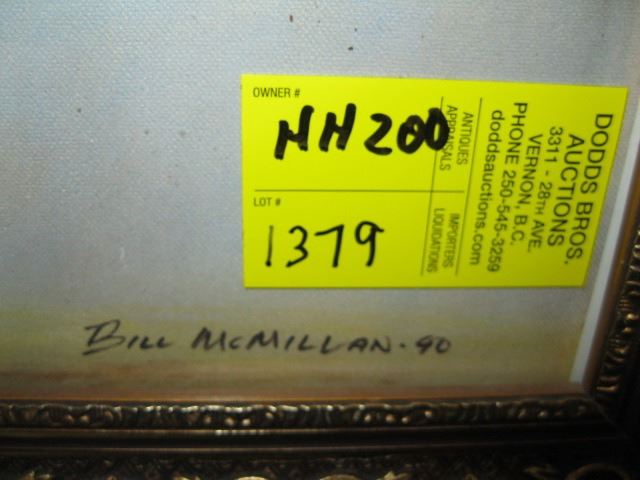 OWNER #
HH200
LOT #
1379
DODDS BROS.
AUCTIONS
3311 - 28TH AVE.
VERNON, B.C.
PHONE 250-545-3259
doddsauctions.com
ANTIQUES
APPRAISALS
IMPORTERS
LIQUIDATIONS
BILL MCMILLAN-90